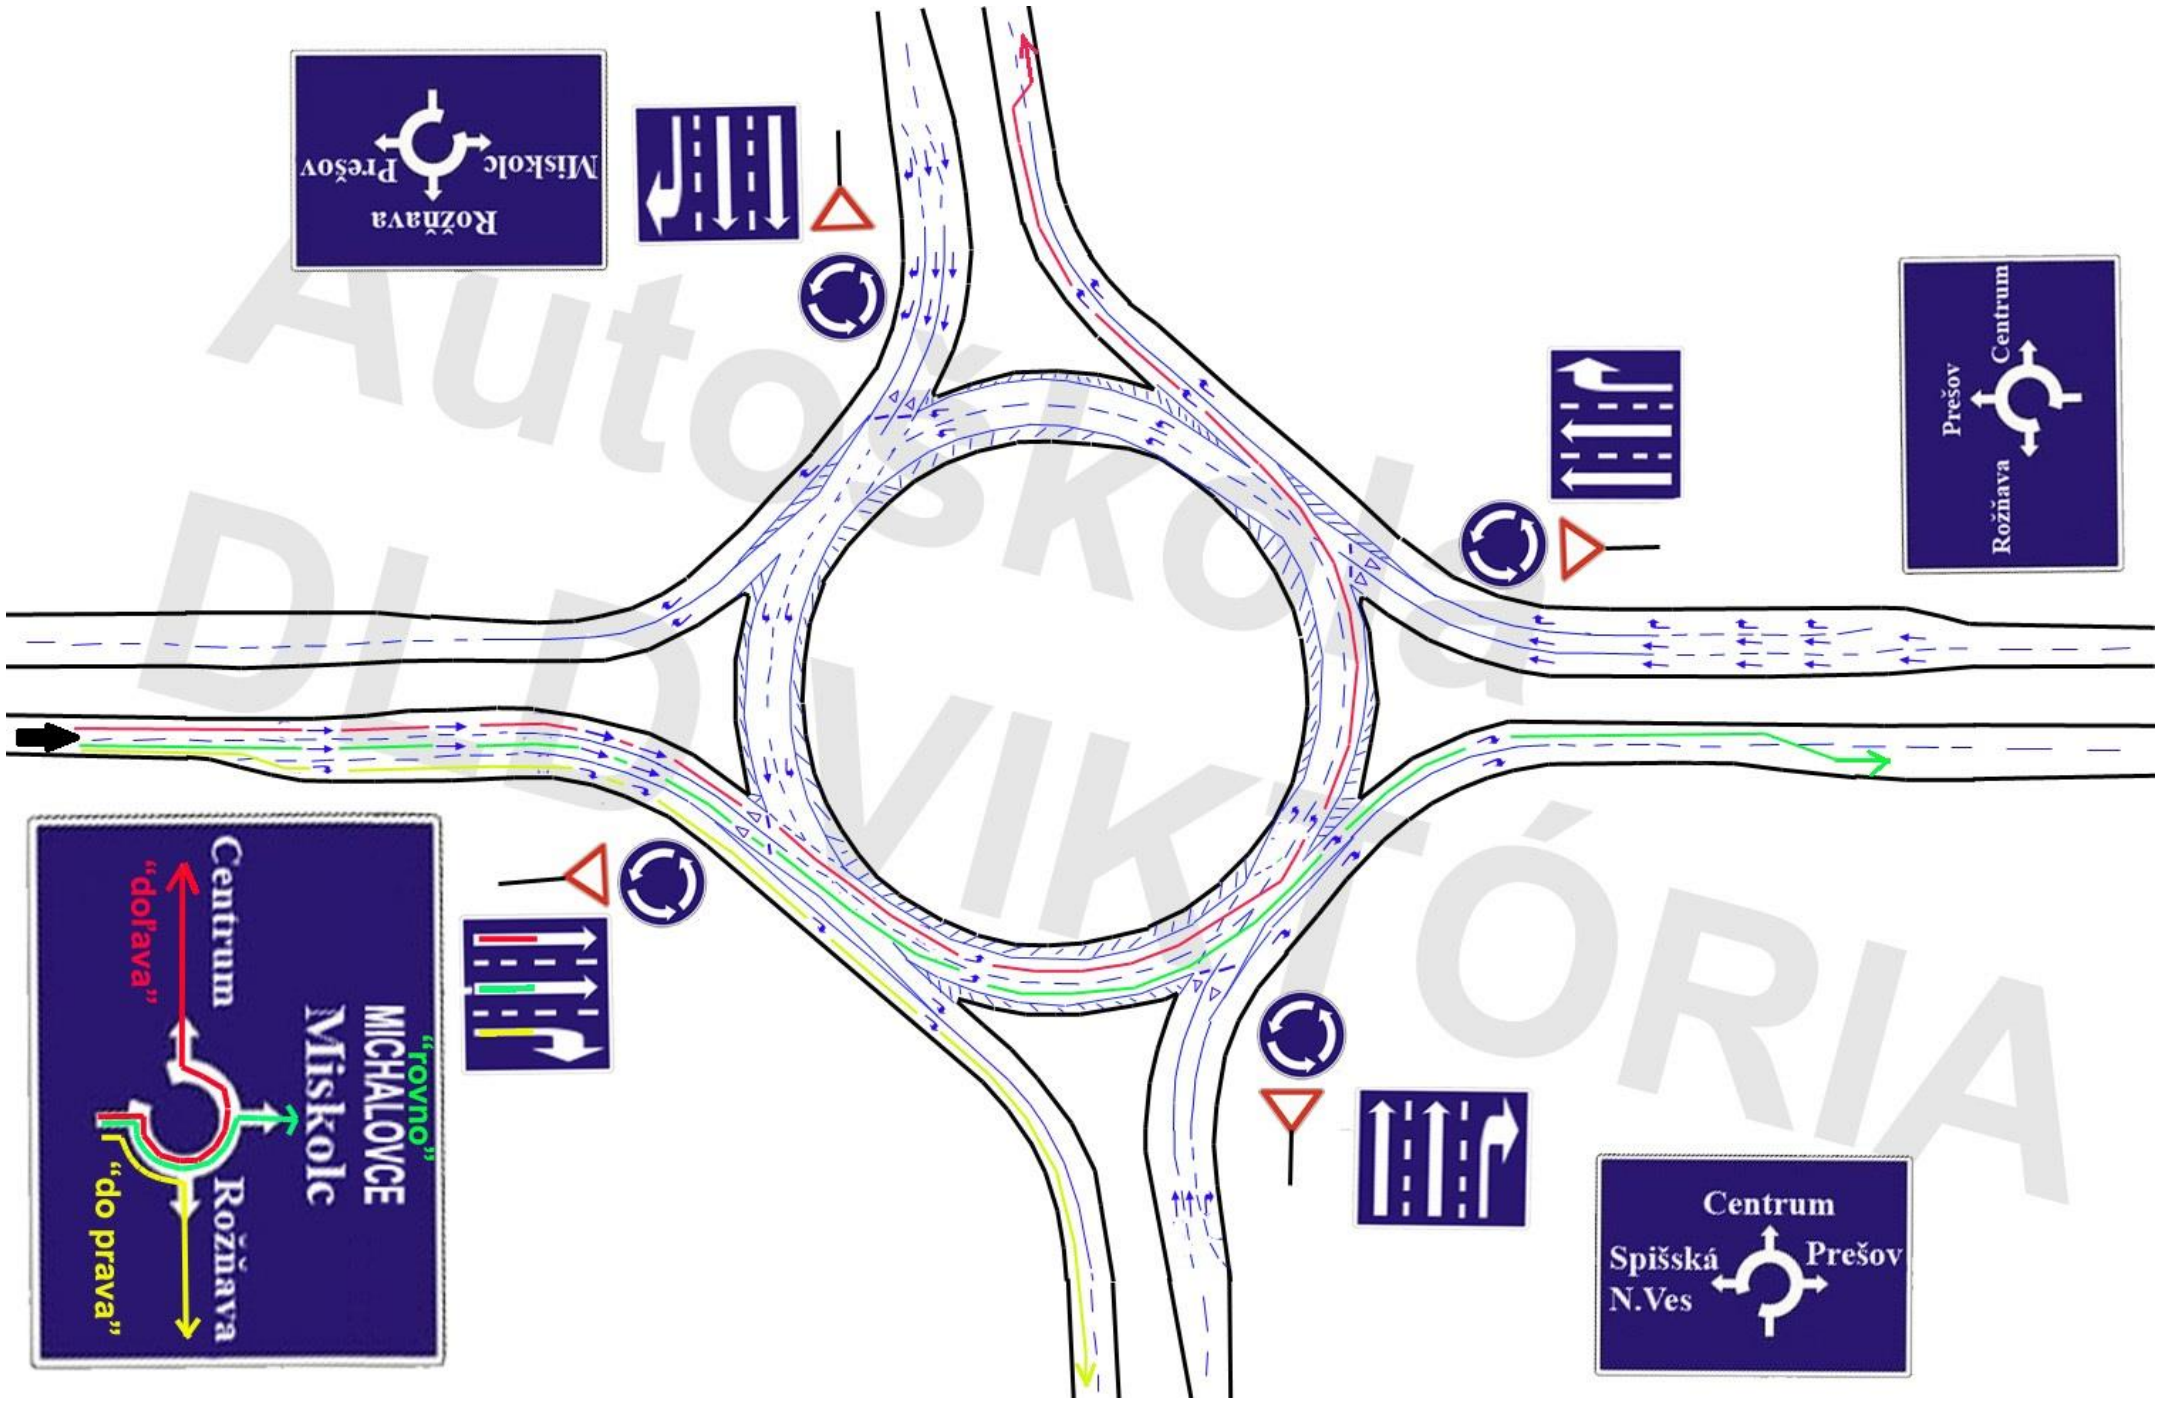 Autoškola
DLD VIKTÓRIA
Miskolc
Prešov
Rožňava
Centrum
Prešov
Rožňava
Centrum
"doľava"
Miskolc
MICHALOVCE
"rovno"
Rožňava
"do prava"
Centrum
Spišská
N.Ves
Prešov